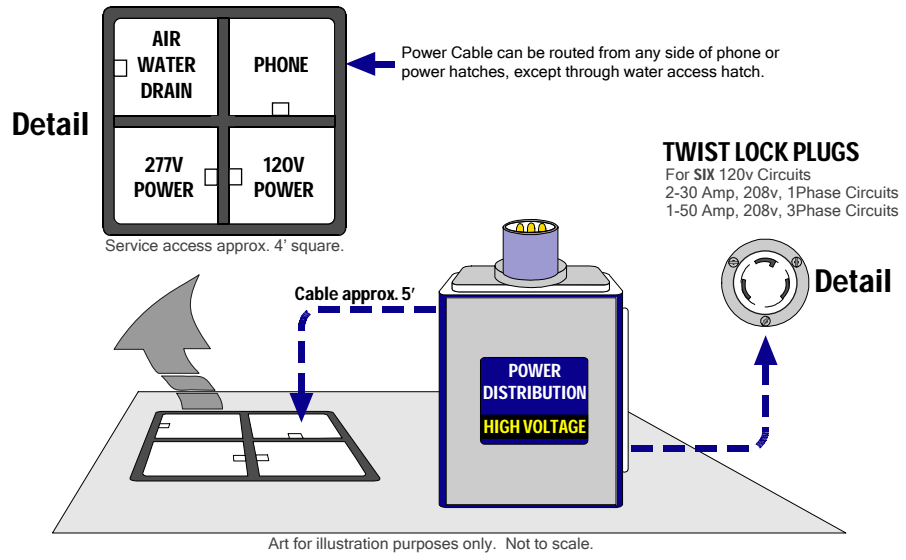 AIR
WATER
DRAIN
PHONE
Power Cable can be routed from any side of phone or
power hatches, except through water access hatch.
Detail
277V
POWER
120V
POWER
Service access approx. 4' square.
TWIST LOCK PLUGS
For SIX 120v Circuits
2-30 Amp, 208v, 1Phase Circuits
1-50 Amp, 208v, 3Phase Circuits
Detail
Cable approx. 5'
POWER
DISTRIBUTION
HIGH VOLTAGE
Art for illustration purposes only. Not to scale.